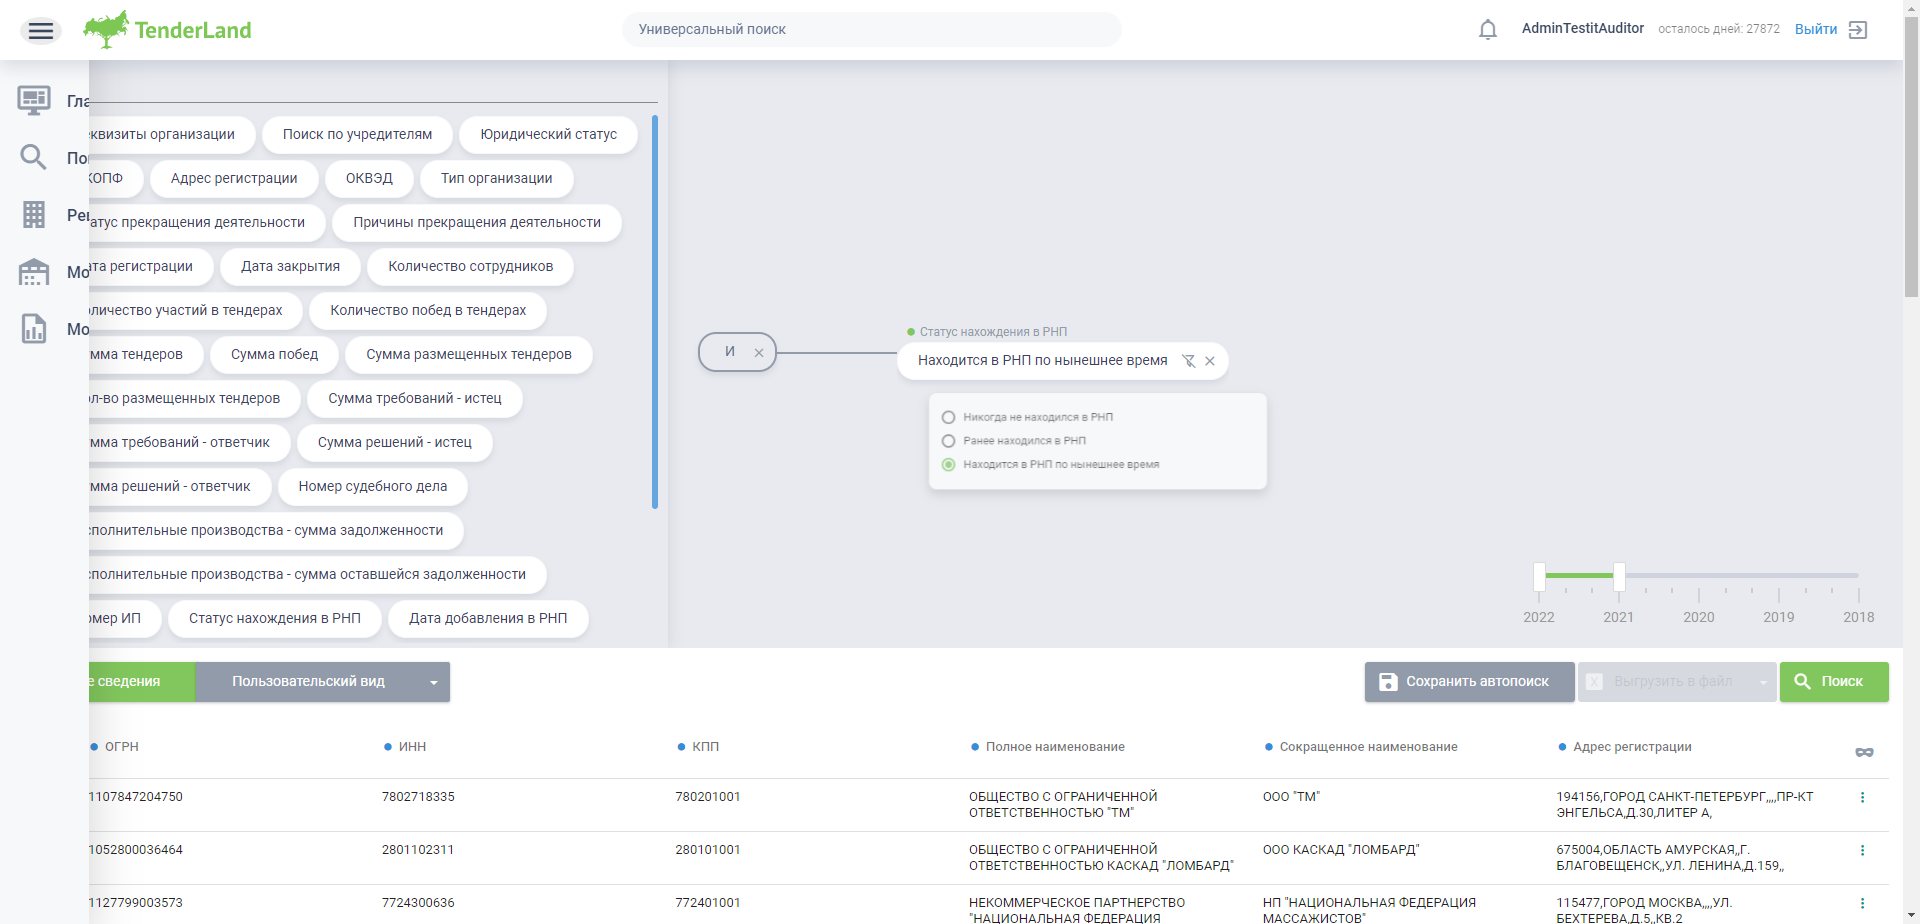 TenderLand
Универсальный поиск
AdminTestitAuditor
осталось дней: 27872
Выйти
Гла
По
Ре
Мо
Мо
еквизиты организации
Поиск по учредителям
Юридический статус
КОПФ
Адрес регистрации
ОКВЭД
Тип организации
атус прекращения деятельности
Причины прекращения деятельности
ата регистрации
Дата закрытия
Количество сотрудников
оличество участий в тендерах
Количество побед в тендерах
умма тендеров
Сумма побед
Сумма размещенных тендеров
ол-во размещенных тендеров
Сумма требований - истец
умма требований - ответчик
Сумма решений - истец
умма решений - ответчик
Номер судебного дела
сполнительные производства - сумма задолженности
сполнительные производства - сумма оставшейся задолженности
омер ИП
Статус нахождения в РНП
Дата добавления в РНП
И
Статус нахождения в РНП
Находится в РНП по нынешнее время
Никогда не находился в РНП
Ранее находился в РНП
Находится в РНП по нынешнее время
2022
2021
2020
2019
2018
е сведения
Пользовательский вид
Сохранить автопоиск
Выгрузить в файл
Поиск
ОГРН
ИНН
КПП
Полное наименование
Сокращенное наименование
Адрес регистрации
1107847204750
7802718335
780201001
ОБЩЕСТВО С ОГРАНИЧЕННОЙ
ОТВЕТСТВЕННОСТЬЮ "ТМ"
ООО "ТМ"
194156,ГОРОД САНКТ-ПЕТЕРБУРГ,,,,ПР-КТ
ЭНГЕЛЬСА,Д.30,ЛИТЕР А,
1052800036464
2801102311
280101001
ОБЩЕСТВО С ОГРАНИЧЕННОЙ
ОТВЕТСТВЕННОСТЬЮ КАСКАД "ЛОМБАРД"
ООО КАСКАД "ЛОМБАРД"
675004,ОБЛАСТЬ АМУРСКАЯ,,Г.
БЛАГОВЕЩЕНСК,,УЛ. ЛЕНИНА,Д.159,,
1127799003573
7724300636
772401001
НЕКОММЕРЧЕСКОЕ ПАРТНЕРСТВО
"НАЦИОНАЛЬНАЯ ФЕДЕРАЦИЯ
НП "НАЦИОНАЛЬНАЯ ФЕДЕРАЦИЯ
МАССАЖИСТОВ"
115477,ГОРОД МОСКВА,,,,УЛ.
БЕХТЕРЕВА,Д.5,,КВ.2